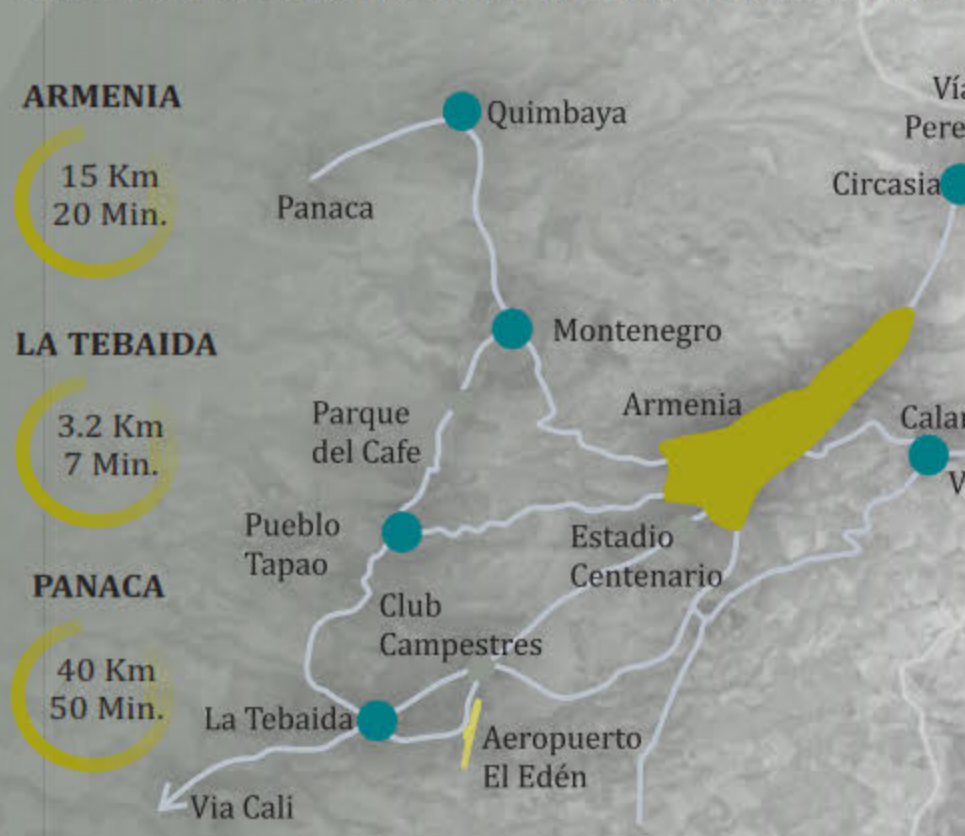 ARMENIA
15 Km
20 Min.
LA TEBAIDA
3.2 Km
7 Min.
PANACA
40 Km
50 Min.
Quimbaya
Panaca
Circasia
Montenegro
Armenia
Parque
del Cafe
Pueblo
Tapao
Estadio
Centenario
Club
Campestres
La Tebaida
Aeropuerto
El Edén
Via Cali